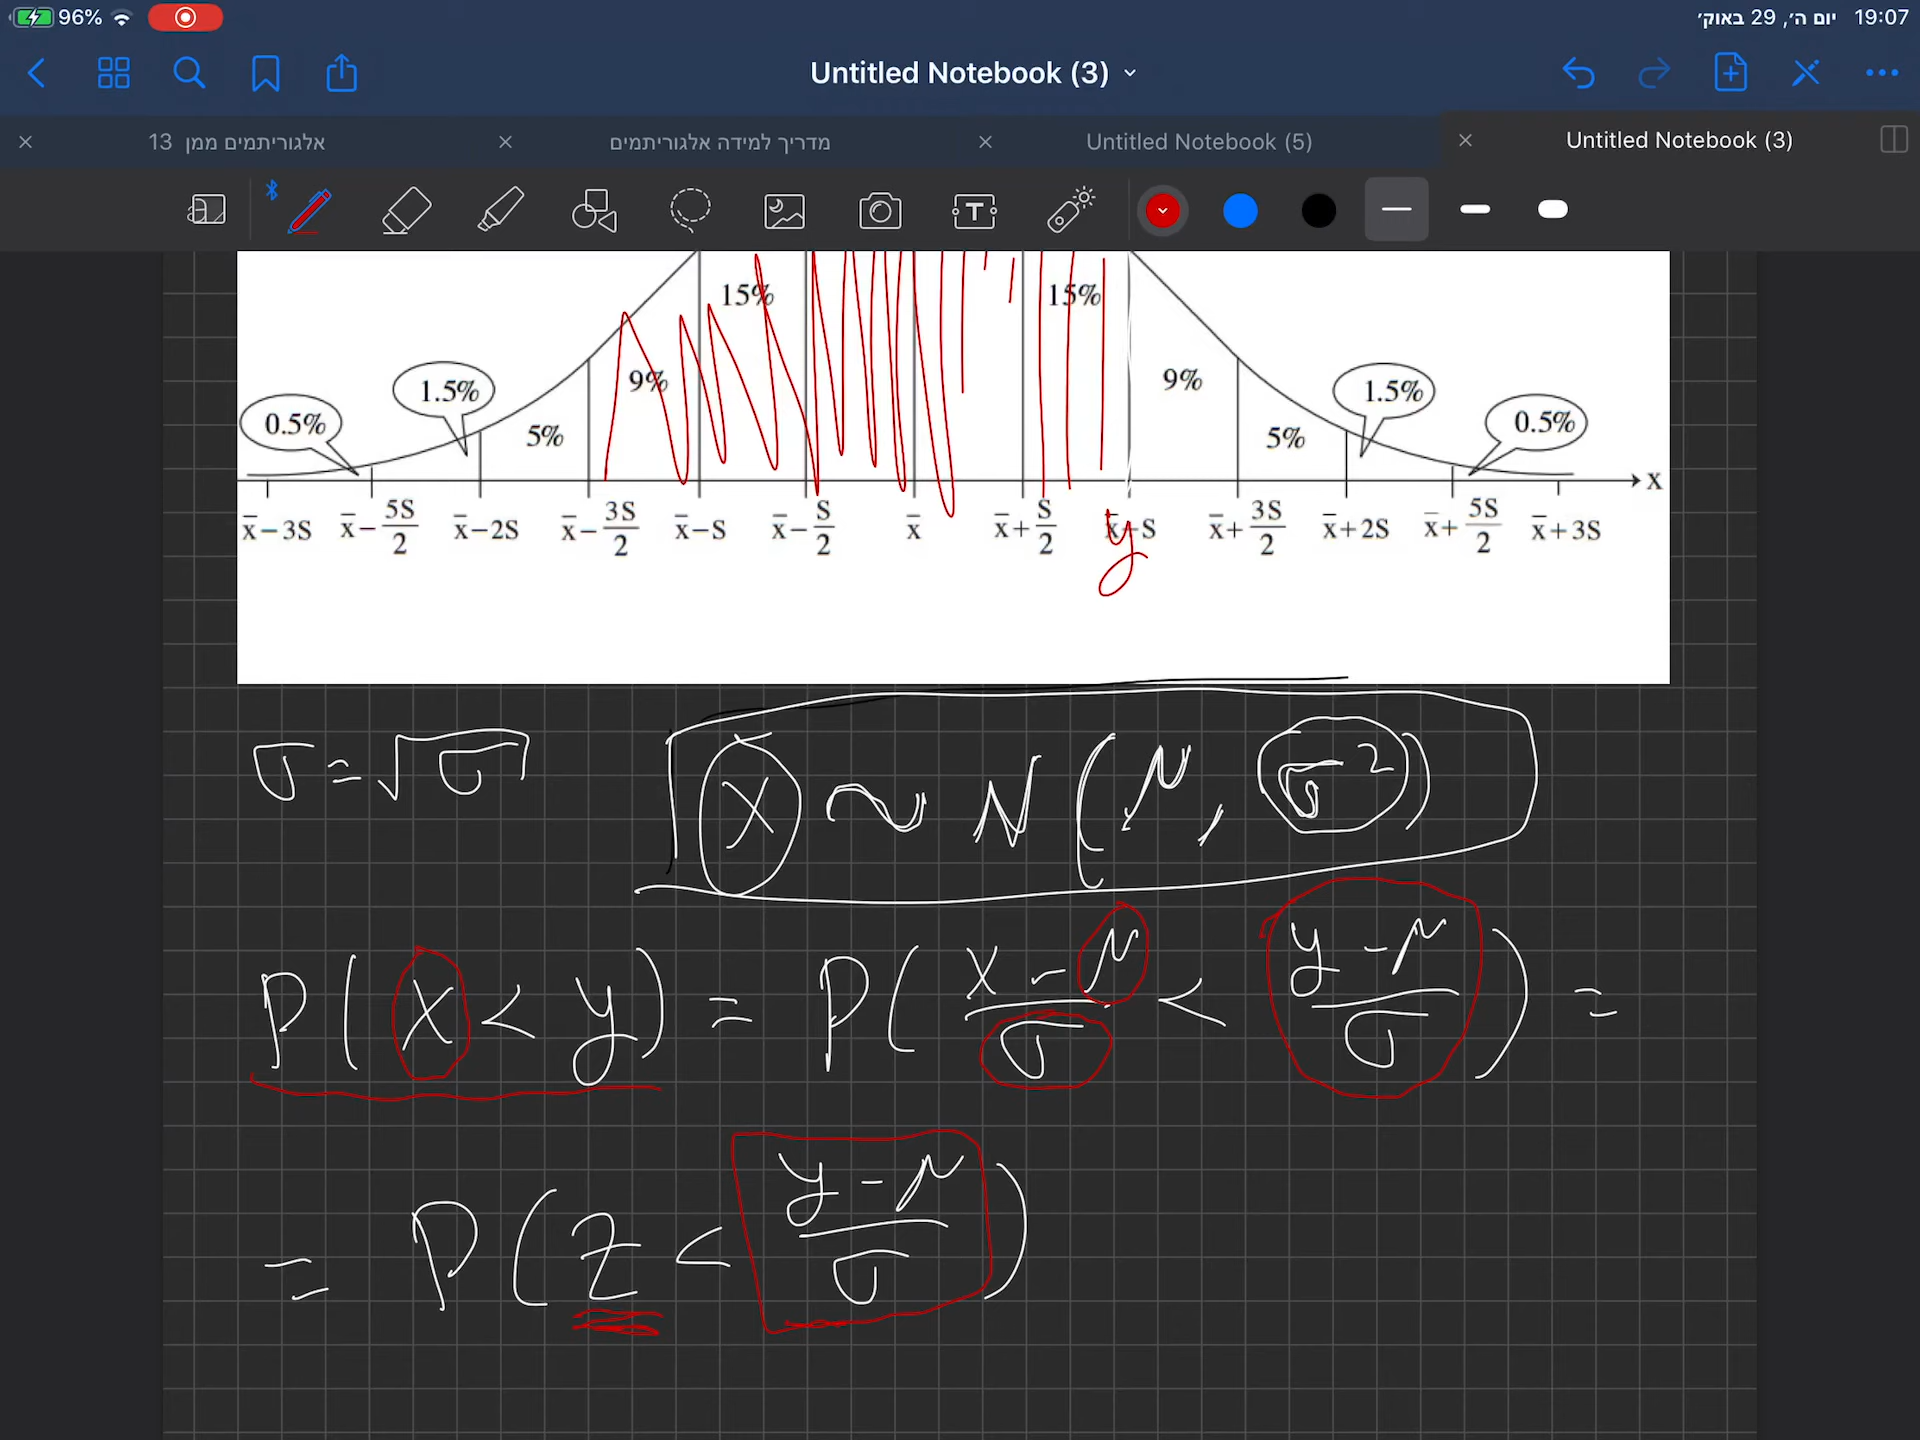 96%
19:07 יום ה׳, 29 באוק׳
Untitled Notebook (3)
אלגוריתמים ממן 13
מדריך למידה אלגוריתמים
Untitled Notebook (5)
Untitled Notebook (3)
T
15% 15%
0.5% 1.5% 5% 9% 9% 5% 1.5% 0.5%
x
x̄−3S x̄−5S/2 x̄−2S x̄−3S/2 x̄−S x̄−S/2 x̄ x̄+S/2 x̄+S x̄+3S/2 x̄+2S x̄+5S/2 x̄+3S
y
σ = √σ
X ~ N(μ, σ²)
P(X < y) = P((X − μ)/σ < (y − μ)/σ) =
= P(Z < (y − μ)/σ)